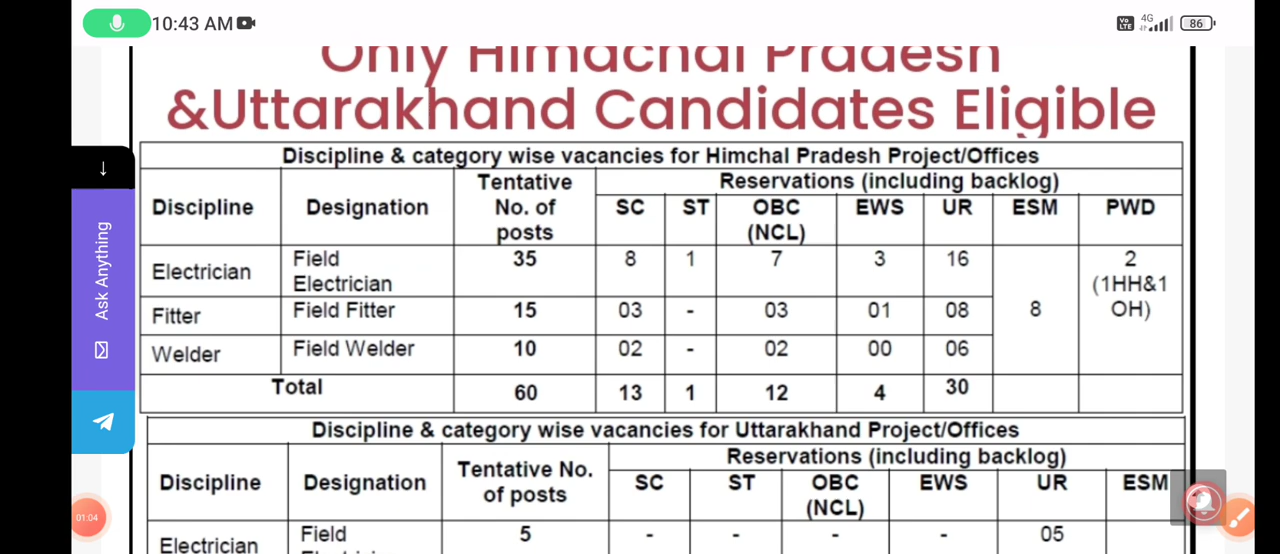 10:43 AM
Vo LTE 4G 86
Only Himachal Pradesh
&Uttarakhand Candidates Eligible
Discipline & category wise vacancies for Himchal Pradesh Project/Offices
Discipline Designation Tentative No. of posts Reservations (including backlog)
SC ST OBC (NCL) EWS UR ESM PWD
Electrician Field Electrician 35 8 1 7 3 16 8 2 (1HH&1 OH)
Fitter Field Fitter 15 03 - 03 01 08
Welder Field Welder 10 02 - 02 00 06
Total 60 13 1 12 4 30
Discipline & category wise vacancies for Uttarakhand Project/Offices
Discipline Designation Tentative No. of posts Reservations (including backlog)
SC ST OBC (NCL) EWS UR ESM
Electrician Field 5 - - - - 05
Ask Anything
01:04